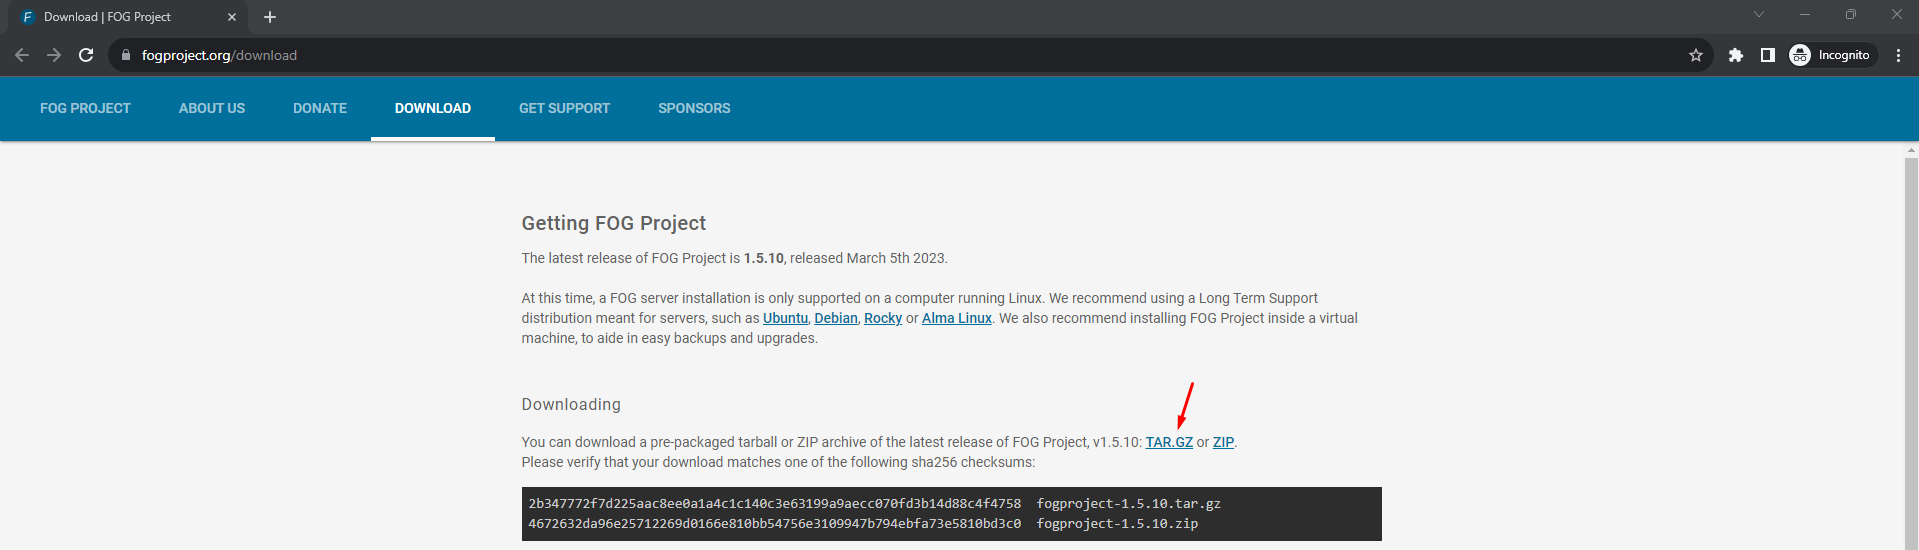 Download | FOG Project
fogproject.org/download
Incognito
FOG PROJECT ABOUT US DONATE DOWNLOAD GET SUPPORT SPONSORS
Getting FOG Project
The latest release of FOG Project is 1.5.10, released March 5th 2023.
At this time, a FOG server installation is only supported on a computer running Linux. We recommend using a Long Term Support
distribution meant for servers, such as Ubuntu, Debian, Rocky or Alma Linux. We also recommend installing FOG Project inside a virtual
machine, to aide in easy backups and upgrades.
Downloading
You can download a pre-packaged tarball or ZIP archive of the latest release of FOG Project, v1.5.10: TAR.GZ or ZIP.
Please verify that your download matches one of the following sha256 checksums:
2b347772f7d225aac8ee0a1a4c1c140c3e63199a9aecc070fd3b14d88c4f4758 fogproject-1.5.10.tar.gz
4672632da96e25712269d0166e810bb54756e3109947b794ebfa73e5810bd3c0 fogproject-1.5.10.zip